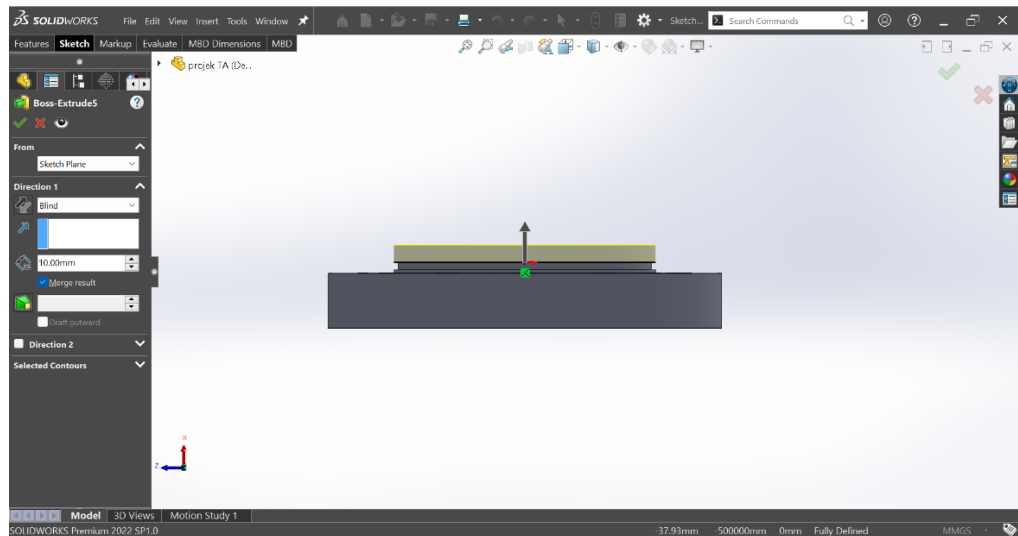 SOLIDWORKS File Edit View Insert Tools Window Sketch... Search Commands
Features Sketch Markup Evaluate MBD Dimensions MBD
projek TA (De...
Boss-Extrude5
From
Sketch Plane
Direction 1
Blind
10.00mm
Merge result
Draft outward
Direction 2
Selected Contours
x
z
Model 3D Views Motion Study 1
SOLIDWORKS Premium 2022 SP1.0 -37.93mm -500000mm 0mm Fully Defined MMGS -